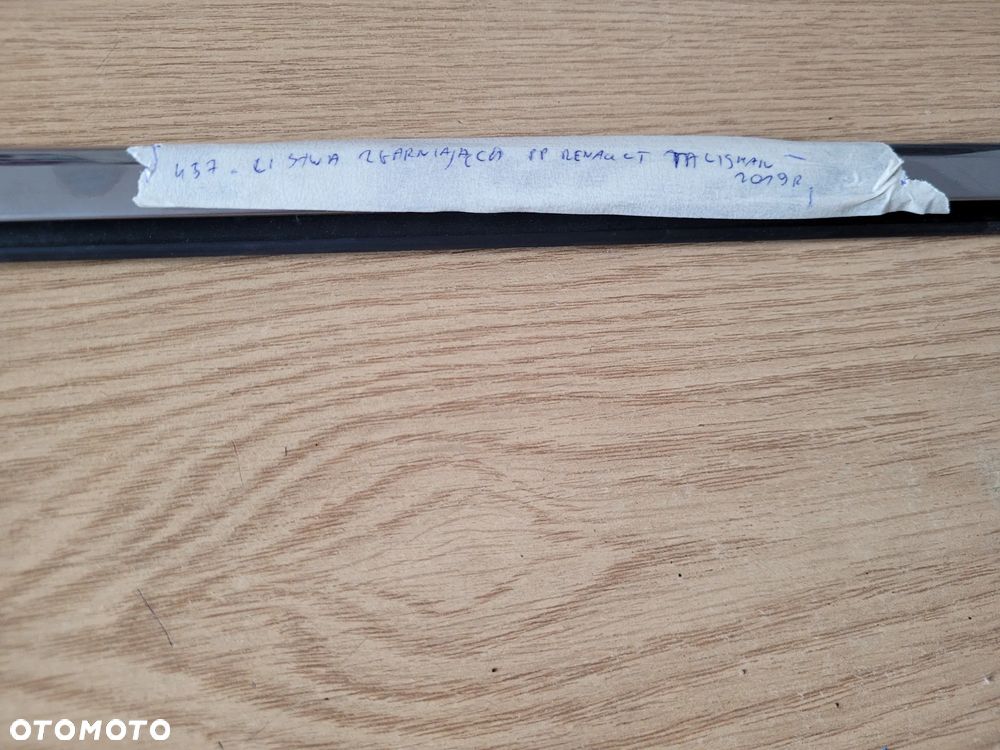 437. LISTWA ZGARNIAJĄCA PP RENAULT TALISMAN -
2019R
OTOMOTO